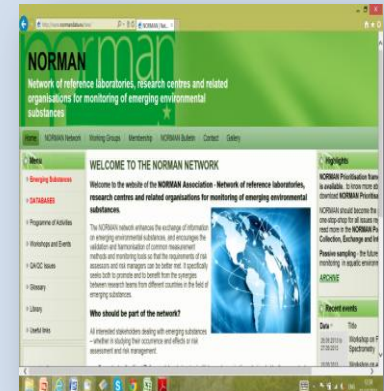 NORMAN | Net...
norman
NORMAN
Network of reference laboratories, research centres and related
organisations for monitoring of emerging environmental
substances
Home NORMAN Network Working Groups Membership NORMAN Bulletin Contact Gallery
Menu
Emerging Substances
DATABASES
Programme of Activities
Workshops and Events
QA/QC Issues
Glossary
Library
Useful links
WELCOME TO THE NORMAN NETWORK
Welcome to the website of the NORMAN Association - Network of reference laboratories,
research centres and related organisations for monitoring of emerging environmental
substances.
The NORMAN network enhances the exchange of information
on emerging environmental substances, and encourages the
validation and harmonisation of common measurement
methods and monitoring tools so that the requirements of risk
assessors and risk managers can be better met. It specifically
seeks both to promote and to benefit from the synergies
between research teams from different countries in the field of
emerging substances.
Who should be part of the network?
All interested stakeholders dealing with emerging substances
– whether in studying their occurrence and effects or risk
assessment and risk management:
Highlights
NORMAN Prioritisation frame
is available. to know more ab
download NORMAN Prioritisa
NORMAN should become the
one-stop-shop for all issues re
read more in the NORMAN Pa
Collection, Exchange and Int
Passive sampling - the future
monitoring in aquatic environm
ARCHIVE
Recent events
Date Title
Workshop on P
Spectrometry